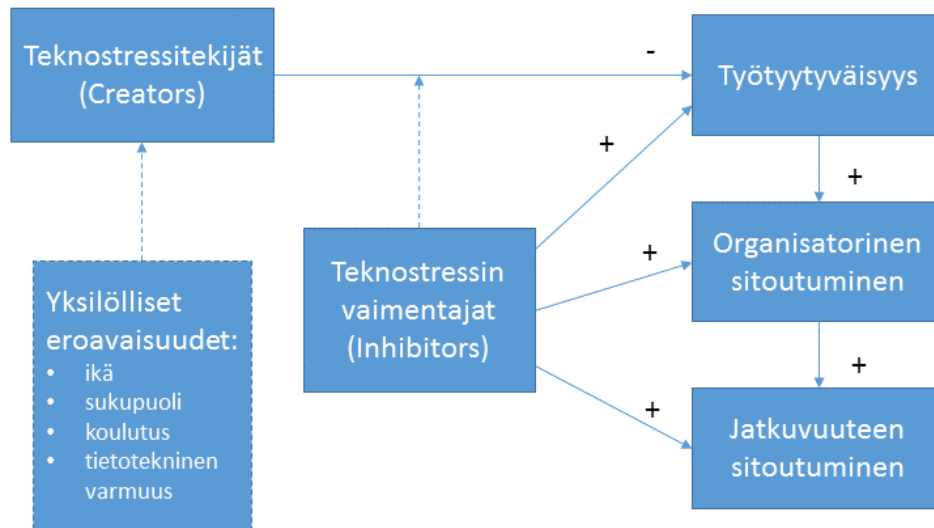 Teknostressitekijät
(Creators)
-
Työtyytyväisyys
+
+
Yksilölliset
eroavaisuudet:
• ikä
• sukupuoli
• koulutus
• tietotekninen
varmuus
Teknostressin
vaimentajat
(Inhibitors)
+
Organisatorinen
sitoutuminen
+
+
Jatkuvuuteen
sitoutuminen